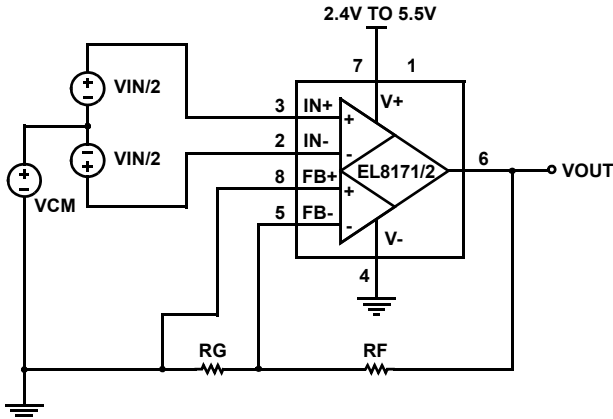 2.4V TO 5.5V
7 1
V+
+
-
VIN/2
3 IN+
+
2 IN-
-
-
+
VIN/2
EL8171/2
6
VOUT
8 FB+
+
+
-
VCM
5 FB-
-
V-
4
RG
RF